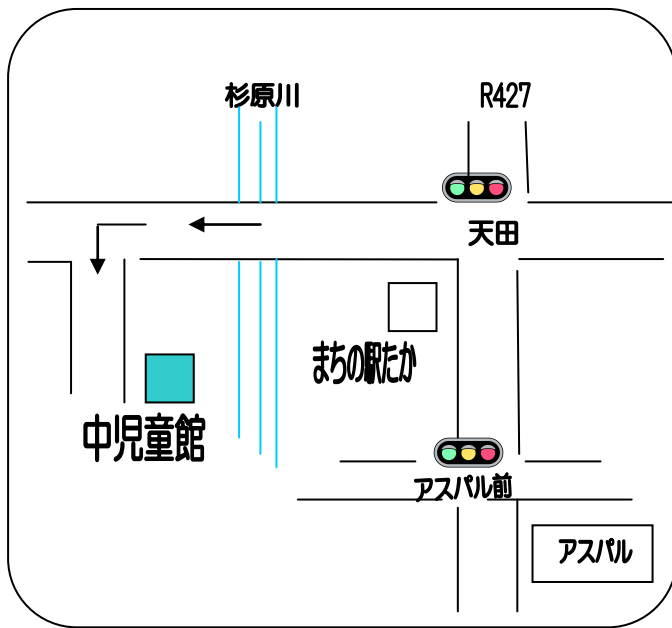 杉原川
R427
天田
まちの駅たか
中児童館
アスパル前
アスパル